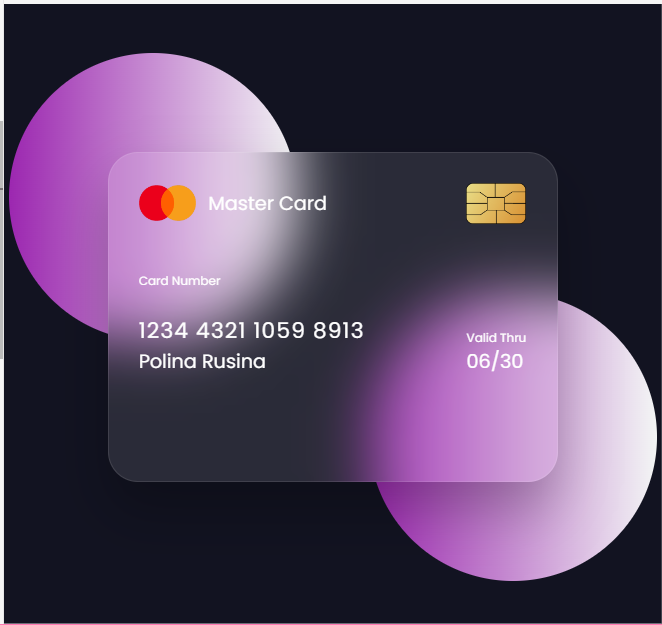 Master Card
Card Number
1234 4321 1059 8913
Polina Rusina
Valid Thru
06/30